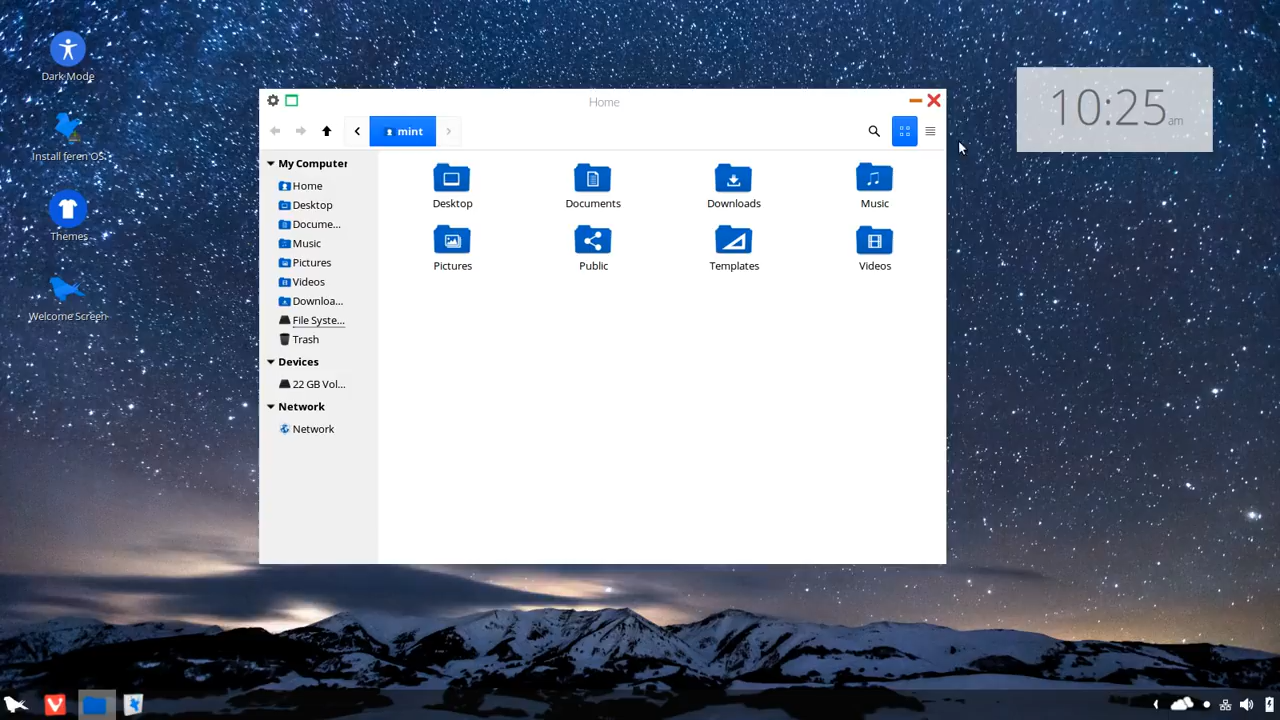 Dark Mode
Install feren OS
Themes
Welcome Screen
Home
mint
My Computer
Home
Desktop
Docume...
Music
Pictures
Videos
Downloa...
File Syste...
Trash
Devices
22 GB Vol...
Network
Network
Desktop
Documents
Downloads
Music
Pictures
Public
Templates
Videos
10:25 am